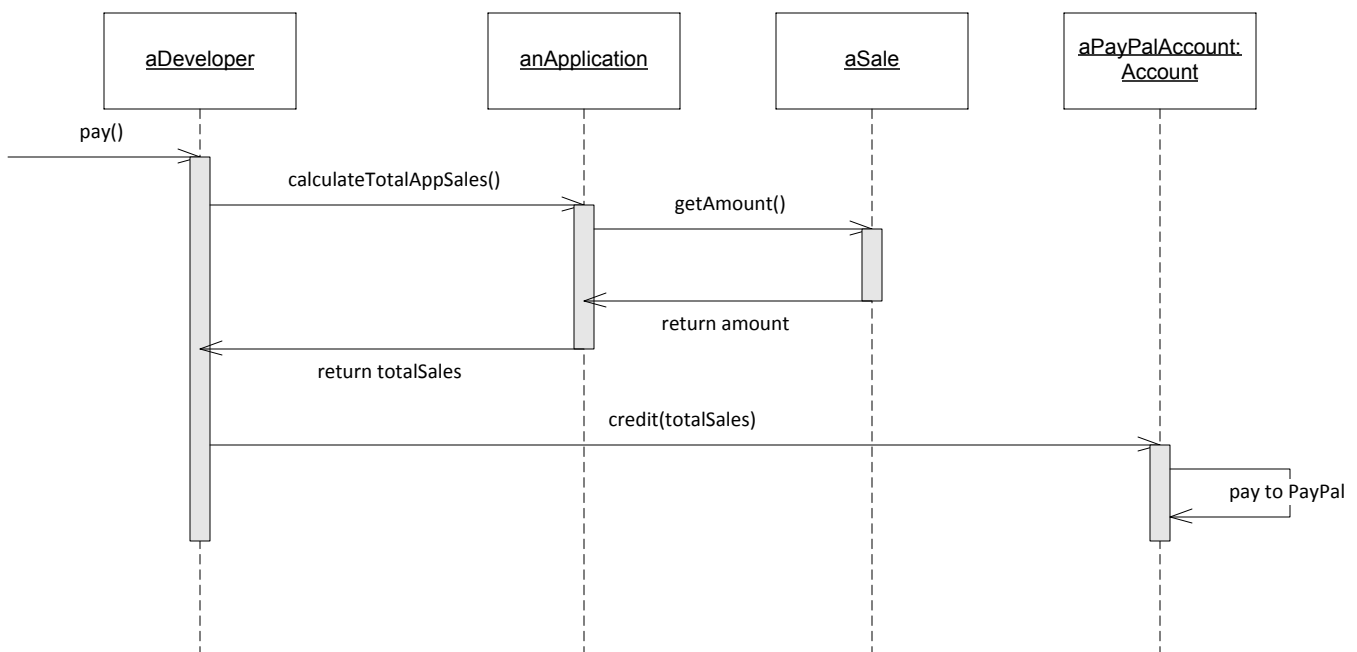 aDeveloper
anApplication
aSale
aPayPalAccount:
Account
pay()
calculateTotalAppSales()
getAmount()
return amount
return totalSales
credit(totalSales)
pay to PayPal